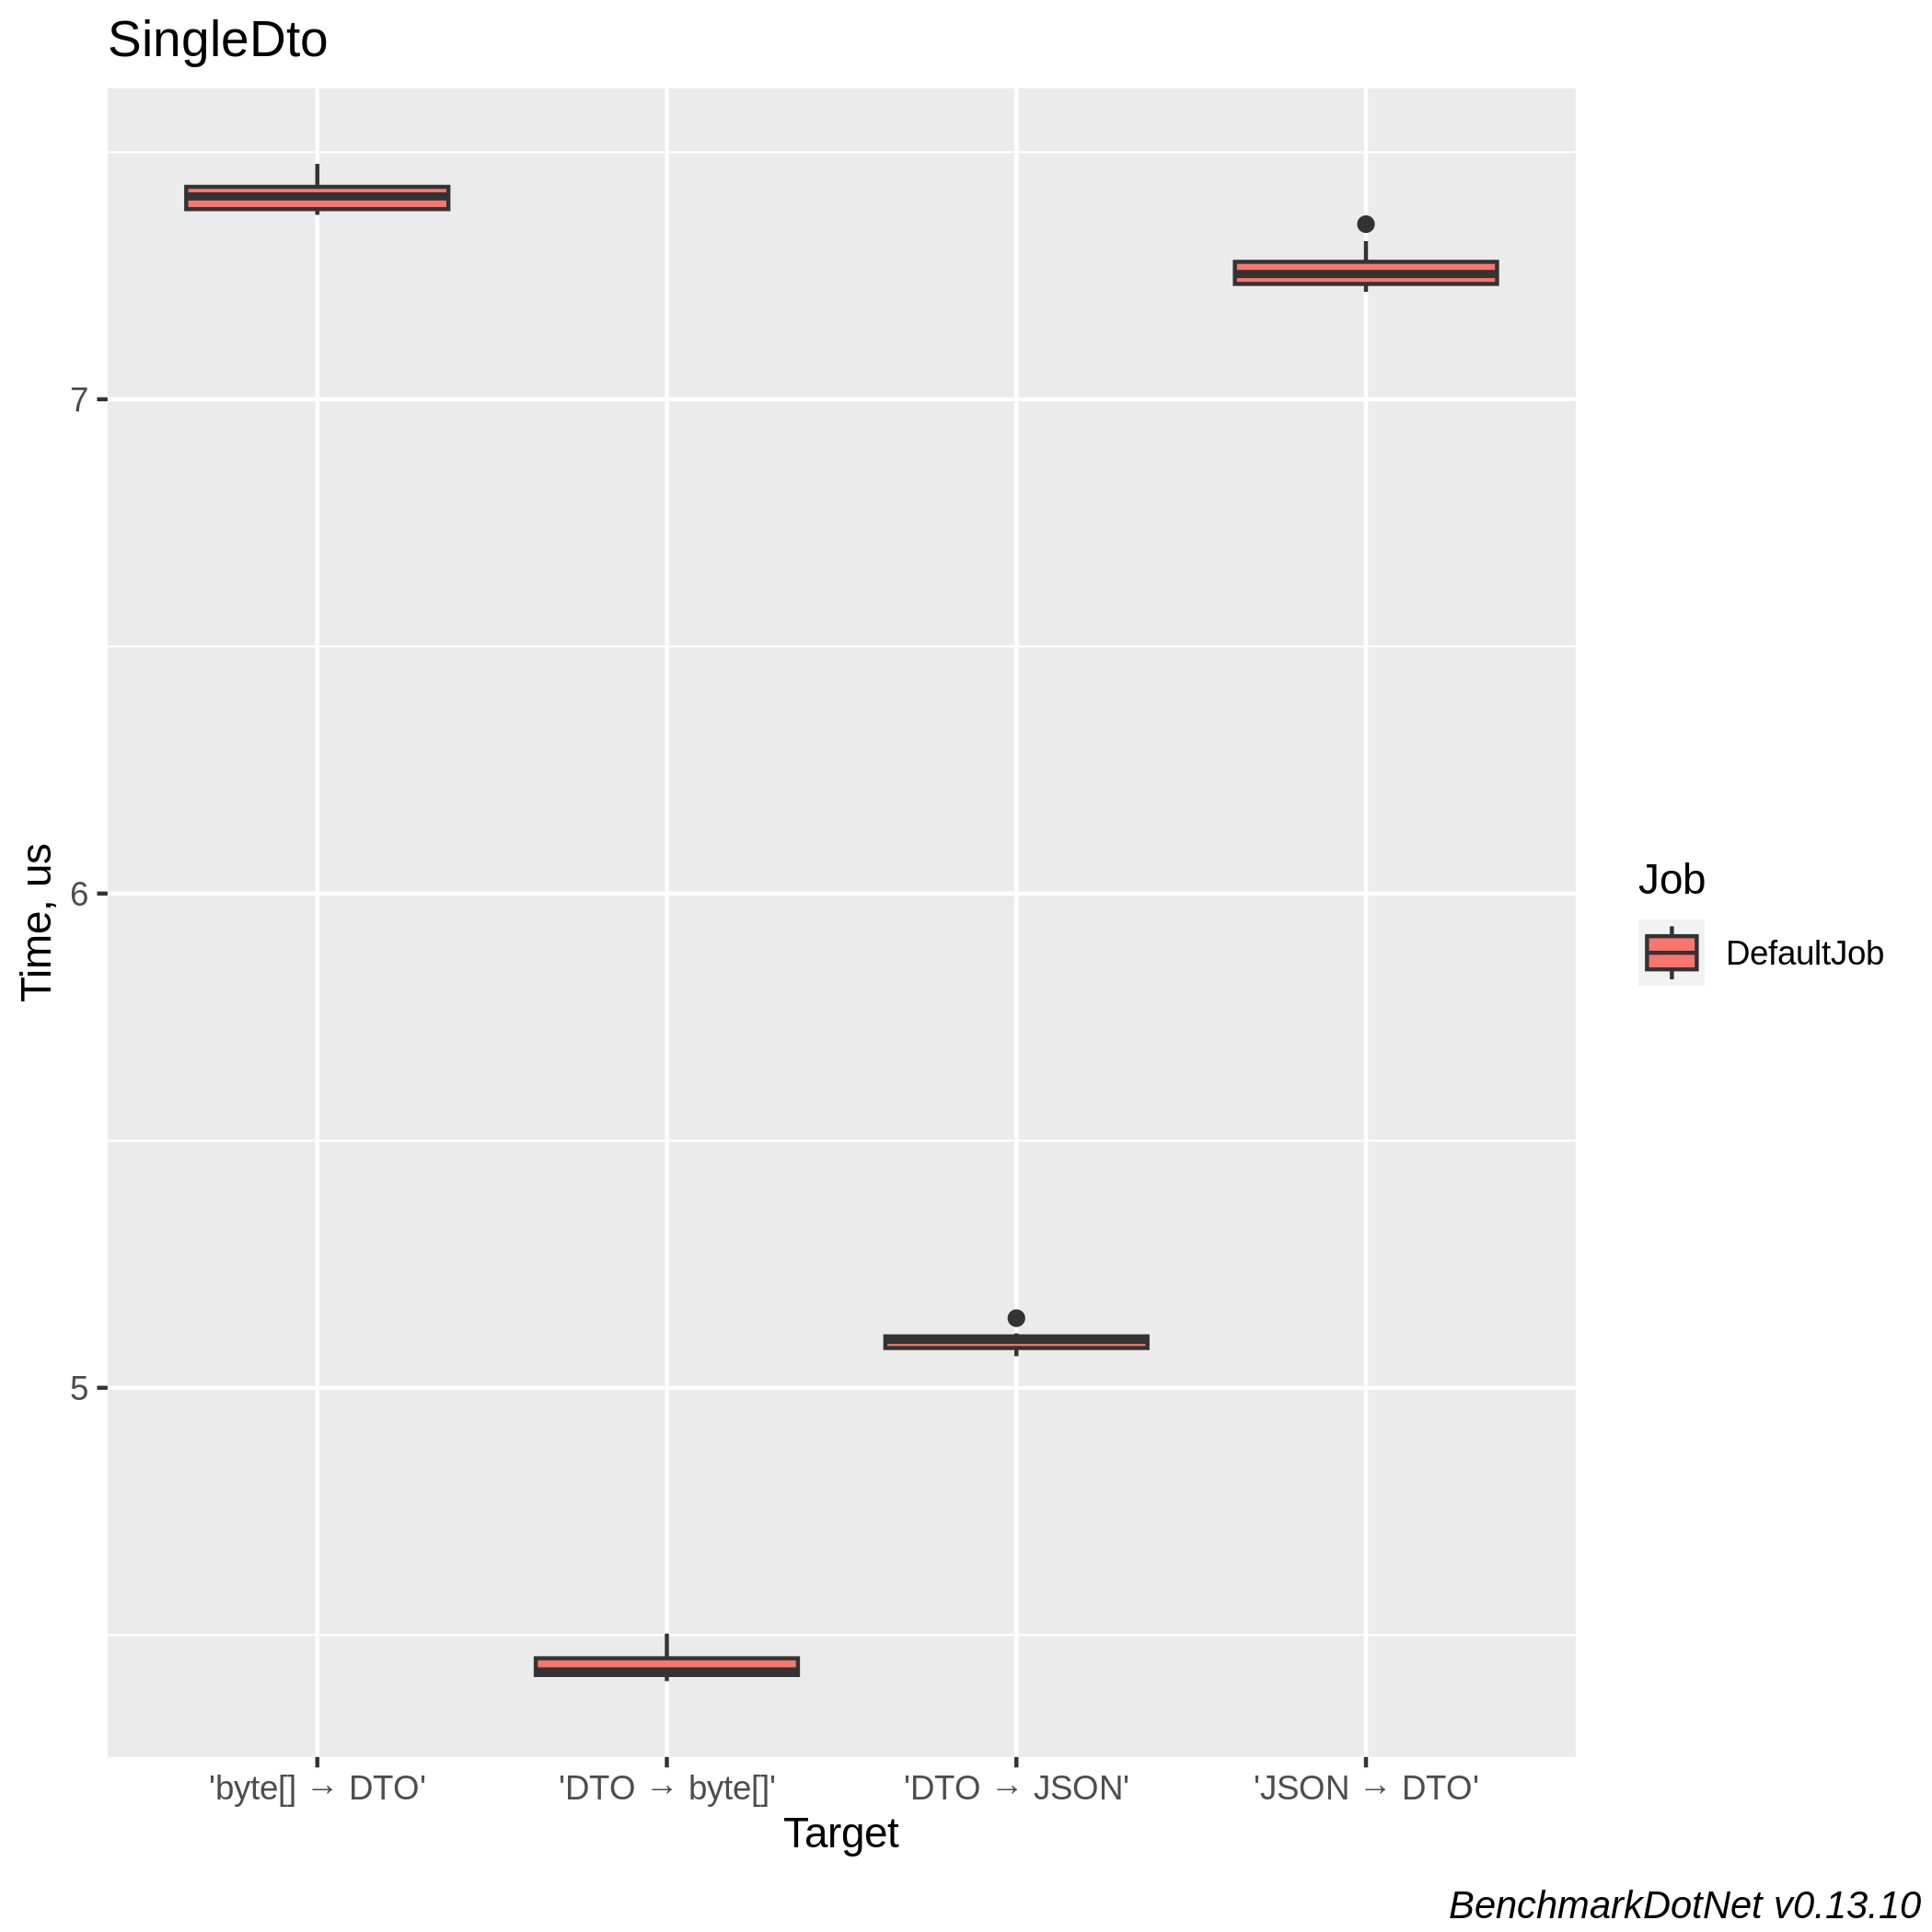 SingleDto
7
6
5
Time, us
'byte[] → DTO'
'DTO → byte[]'
'DTO → JSON'
'JSON → DTO'
Target
Job
DefaultJob
BenchmarkDotNet v0.13.10